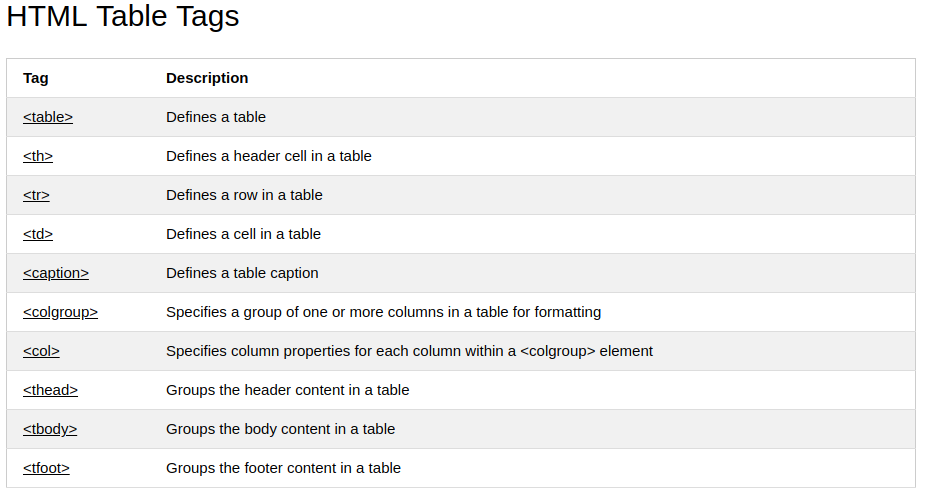 HTML Table Tags
Tag Description
<table> Defines a table
<th> Defines a header cell in a table
<tr> Defines a row in a table
<td> Defines a cell in a table
<caption> Defines a table caption
<colgroup> Specifies a group of one or more columns in a table for formatting
<col> Specifies column properties for each column within a <colgroup> element
<thead> Groups the header content in a table
<tbody> Groups the body content in a table
<tfoot> Groups the footer content in a table